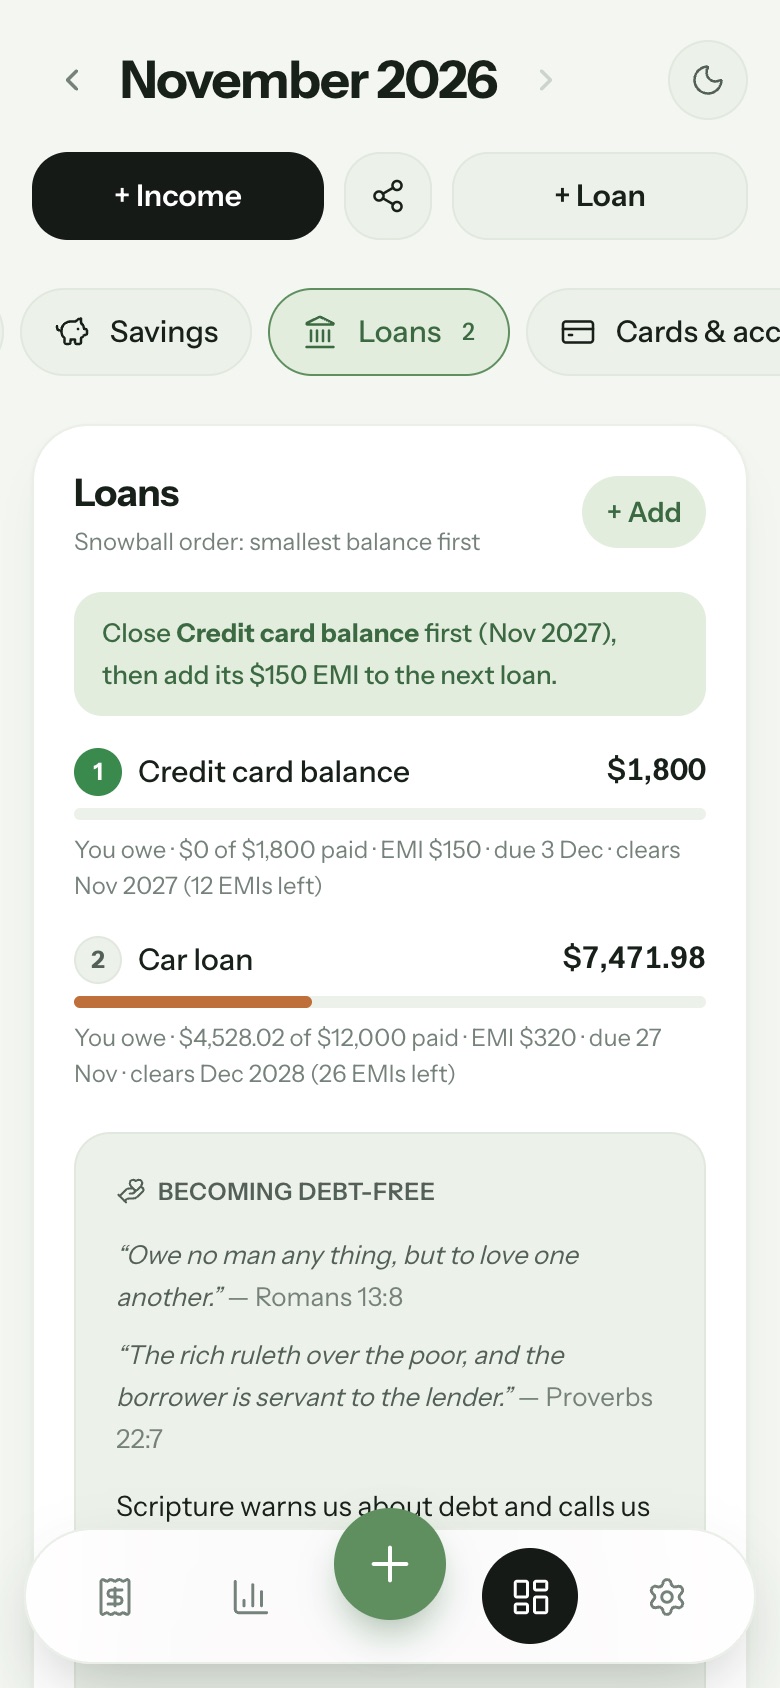 November 2026
+ Income
+ Loan
Savings
Loans 2
Cards & acc
Loans
+ Add
Snowball order: smallest balance first
Close Credit card balance first (Nov 2027),
then add its $150 EMI to the next loan.
1 Credit card balance $1,800
You owe · $0 of $1,800 paid · EMI $150 · due 3 Dec · clears
Nov 2027 (12 EMIs left)
2 Car loan $7,471.98
You owe · $4,528.02 of $12,000 paid · EMI $320 · due 27
Nov · clears Dec 2028 (26 EMIs left)
BECOMING DEBT-FREE
“Owe no man any thing, but to love one
another.” — Romans 13:8
“The rich ruleth over the poor, and the
borrower is servant to the lender.” — Proverbs
22:7
Scripture warns us about debt and calls us